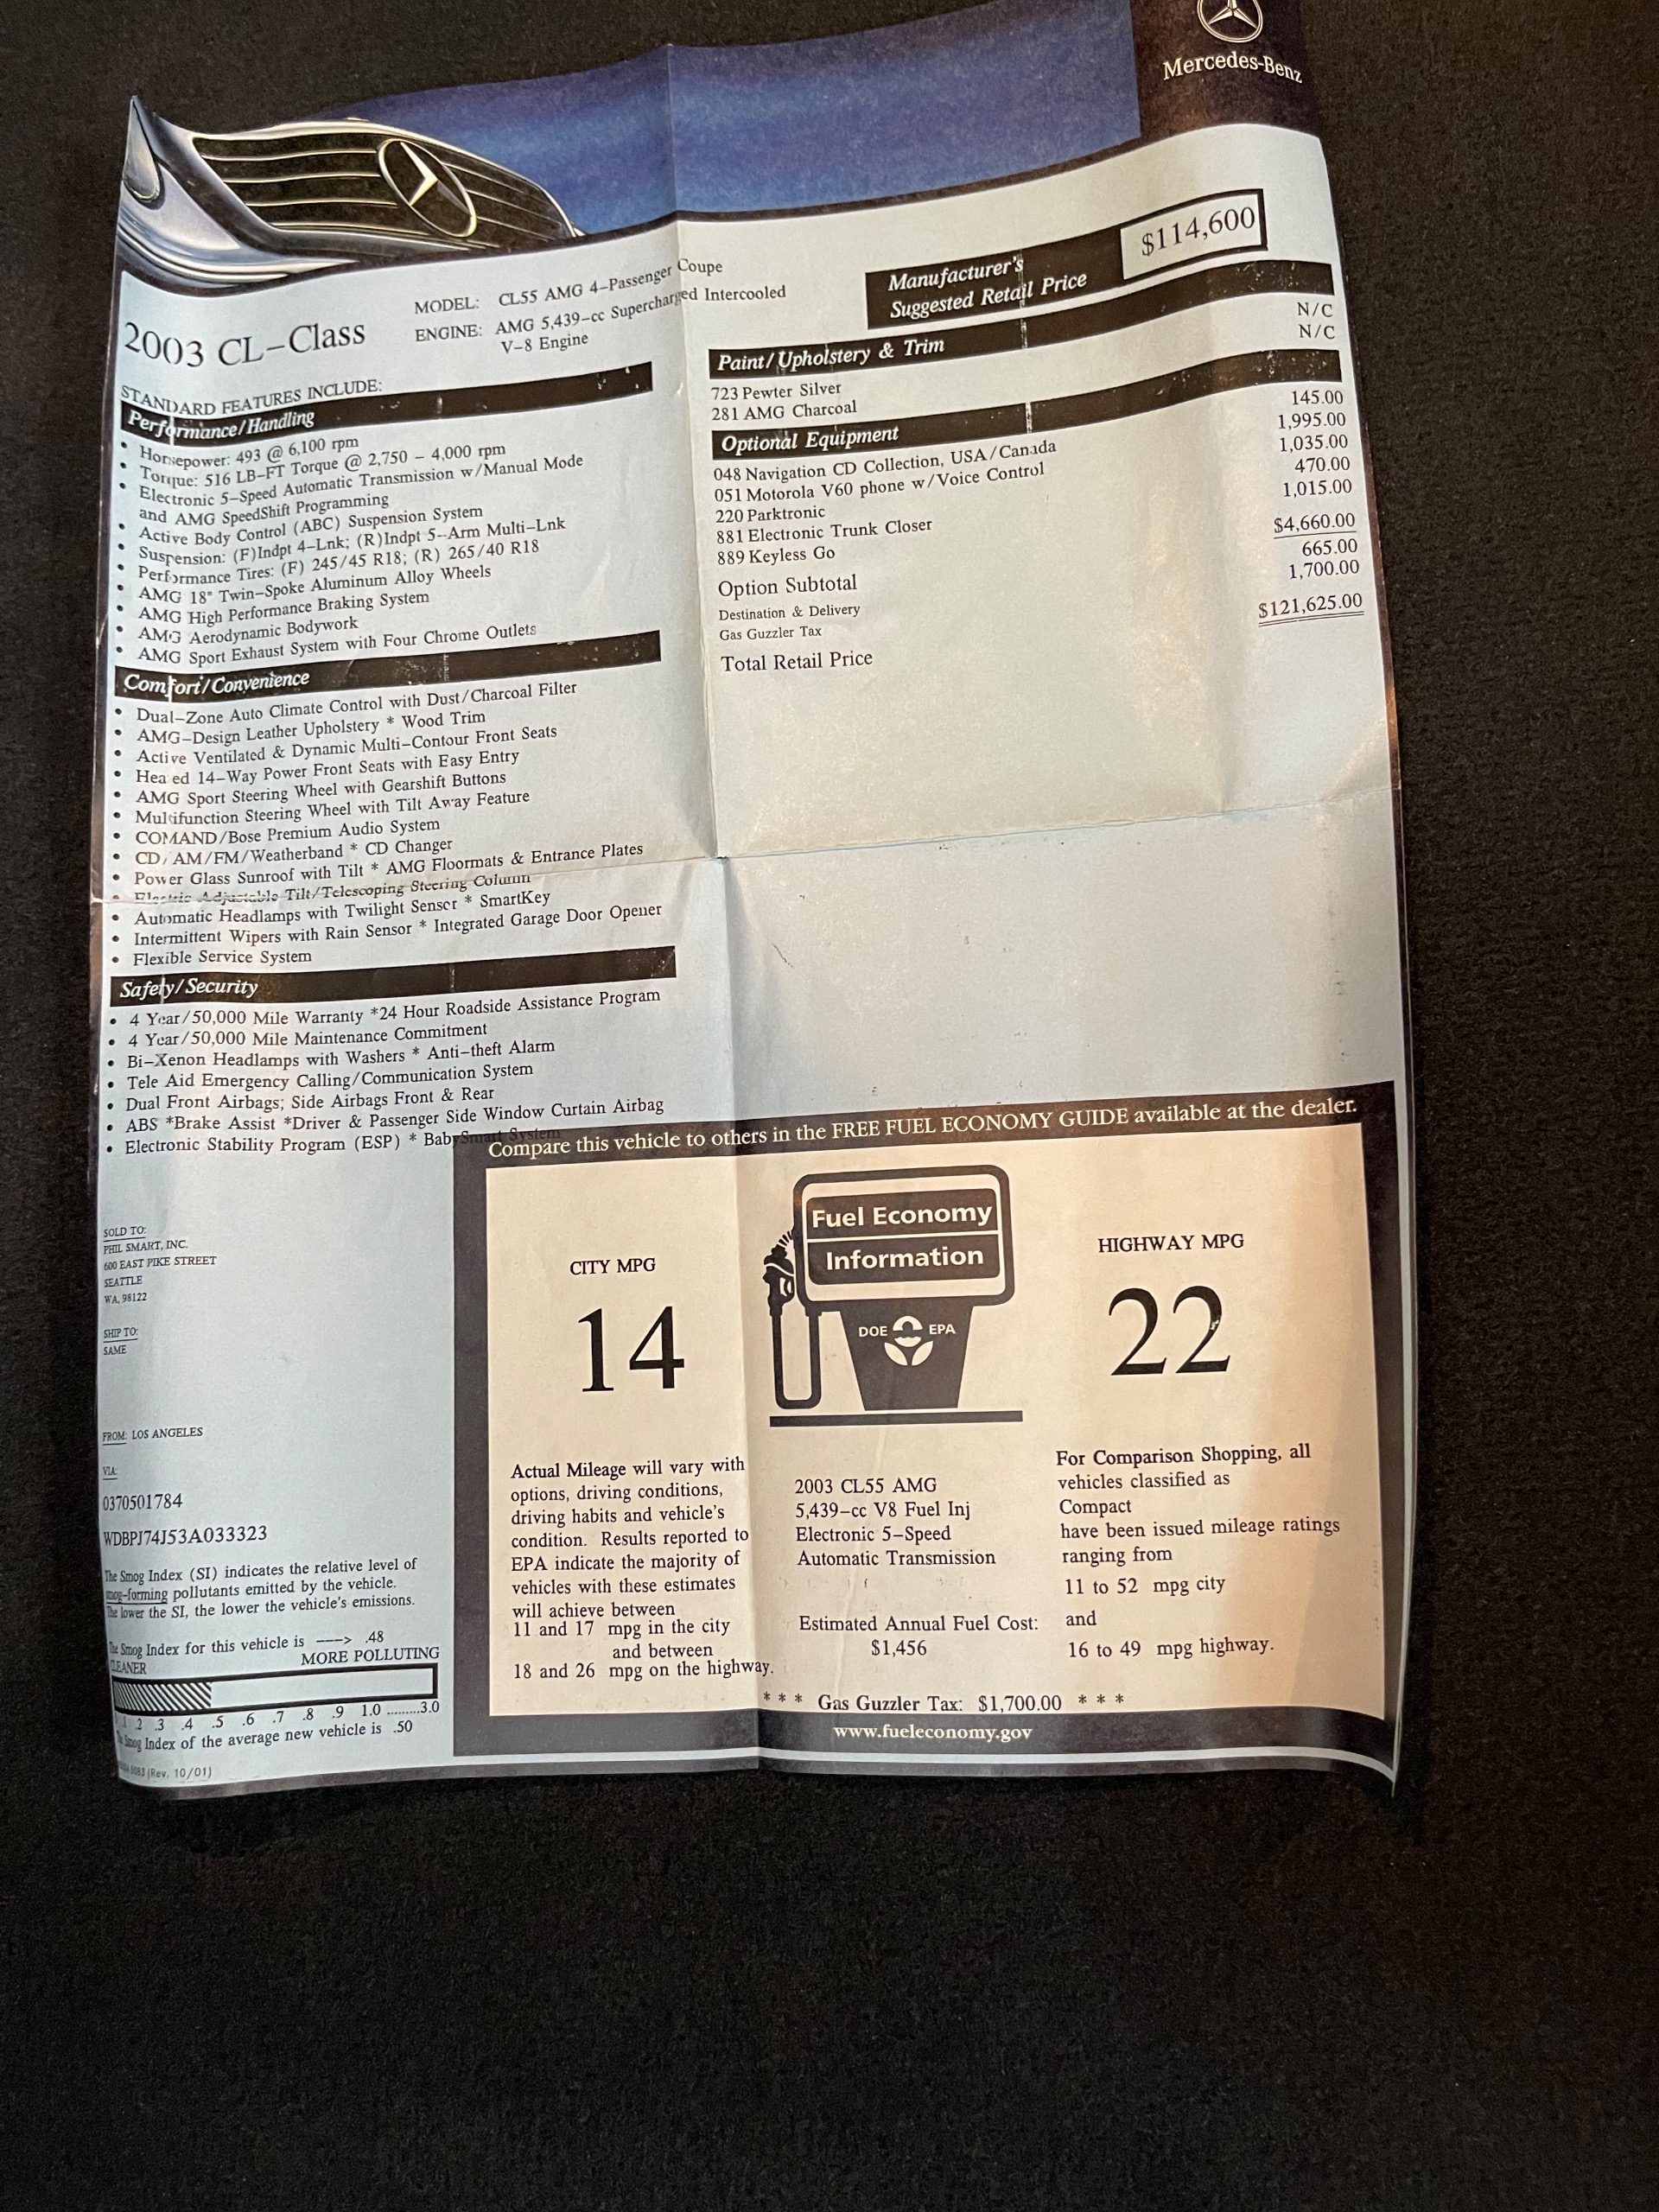 Mercedes-Benz
2003 CL-Class
MODEL: CL55 AMG 4-Passenger Coupe
ENGINE: AMG 5,439-cc Supercharged Intercooled
V-8 Engine
STANDARD FEATURES INCLUDE:
Performance/Handling
• Horsepower: 493 @ 6,100 rpm
• Torque: 516 LB-FT Torque @ 2,750 - 4,000 rpm
• Electronic 5-Speed Automatic Transmission w/Manual Mode
and AMG SpeedShift Programming
• Active Body Control (ABC) Suspension System
• Suspension: (F)Indpt 4-Lnk; (R)Indpt 5-Arm Multi-Lnk
• Performance Tires: (F) 245/45 R18; (R) 265/40 R18
• AMG 18" Twin-Spoke Aluminum Alloy Wheels
• AMG High Performance Braking System
• AMG Aerodynamic Bodywork
• AMG Sport Exhaust System with Four Chrome Outlets
Comfort/Convenience
• Dual-Zone Auto Climate Control with Dust/Charcoal Filter
• AMG-Design Leather Upholstery * Wood Trim
• Active Ventilated & Dynamic Multi-Contour Front Seats
• Heated 14-Way Power Front Seats with Easy Entry
• AMG Sport Steering Wheel with Gearshift Buttons
• Multifunction Steering Wheel with Tilt Away Feature
• COMAND/Bose Premium Audio System
• CD/AM/FM/Weatherband * CD Changer
• Power Glass Sunroof with Tilt * AMG Floormats & Entrance Plates
• Electric Adjustable Tilt/Telescoping Steering Column
• Automatic Headlamps with Twilight Sensor * SmartKey
• Intermittent Wipers with Rain Sensor * Integrated Garage Door Opener
• Flexible Service System
Safety/Security
• 4 Year/50,000 Mile Warranty *24 Hour Roadside Assistance Program
• 4 Year/50,000 Mile Maintenance Commitment
• Bi-Xenon Headlamps with Washers * Anti-theft Alarm
• Tele Aid Emergency Calling/Communication System
• Dual Front Airbags; Side Airbags Front & Rear
• ABS *Brake Assist *Driver & Passenger Side Window Curtain Airbag
• Electronic Stability Program (ESP) * BabySmart System
Manufacturer's
Suggested Retail Price $114,600
Paint/Upholstery & Trim
723 Pewter Silver N/C
281 AMG Charcoal N/C
Optional Equipment
048 Navigation CD Collection, USA/Canada 145.00
051 Motorola V60 phone w/Voice Control 1,995.00
220 Parktronic 1,035.00
881 Electronic Trunk Closer 470.00
889 Keyless Go 1,015.00
Option Subtotal $4,660.00
Destination & Delivery 665.00
Gas Guzzler Tax 1,700.00
Total Retail Price $121,625.00
SOLD TO:
PHIL SMART, INC.
600 EAST PIKE STREET
SEATTLE
WA, 98122
SHIP TO:
SAME
FROM: LOS ANGELES
VIA:
0370501784
WDBPJ74J53A033323
The Smog Index (SI) indicates the relative level of
smog-forming pollutants emitted by the vehicle.
The lower the SI, the lower the vehicle's emissions.
The Smog Index for this vehicle is ---> .48
CLEANER MORE POLLUTING
.1 .2 .3 .4 .5 .6 .7 .8 .9 1.0 .........3.0
The Smog Index of the average new vehicle is .50
(Rev. 10/01)
Compare this vehicle to others in the FREE FUEL ECONOMY GUIDE available at the dealer.
Fuel Economy
Information
DOE EPA
CITY MPG
14
HIGHWAY MPG
22
Actual Mileage will vary with
options, driving conditions,
driving habits and vehicle's
condition. Results reported to
EPA indicate the majority of
vehicles with these estimates
will achieve between
11 and 17 mpg in the city
and between
18 and 26 mpg on the highway.
2003 CL55 AMG
5,439-cc V8 Fuel Inj
Electronic 5-Speed
Automatic Transmission
Estimated Annual Fuel Cost:
$1,456
For Comparison Shopping, all
vehicles classified as
Compact
have been issued mileage ratings
ranging from
11 to 52 mpg city
and
16 to 49 mpg highway.
* * * Gas Guzzler Tax: $1,700.00 * * *
www.fueleconomy.gov